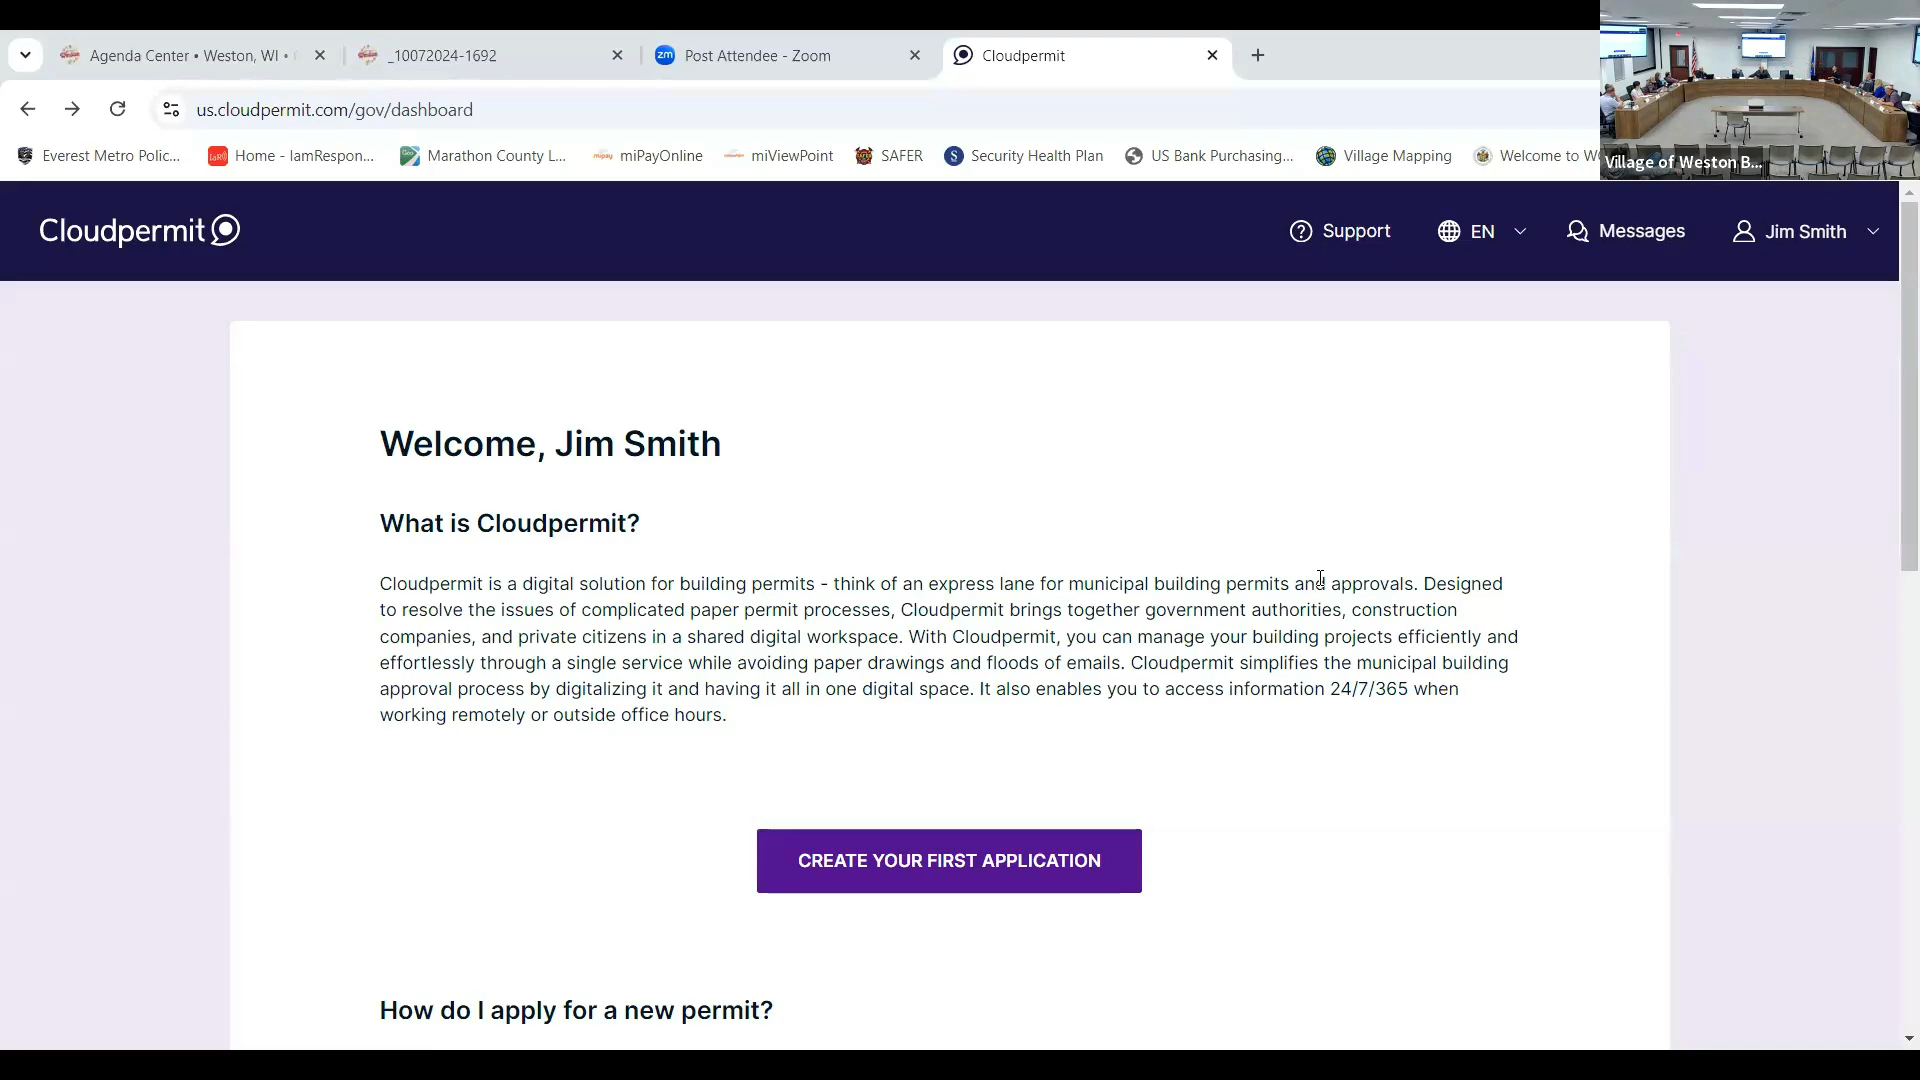 Agenda Center • Weston, WI •
_10072024-1692
Post Attendee - Zoom
Cloudpermit
us.cloudpermit.com/gov/dashboard
Everest Metro Polic...
Home - IamRespon...
Marathon County L...
miPayOnline
miViewPoint
SAFER
Security Health Plan
US Bank Purchasing...
Village Mapping
Welcome to W
Village of Weston B...
Cloudpermit
Support
EN
Messages
Jim Smith
Welcome, Jim Smith
What is Cloudpermit?
Cloudpermit is a digital solution for building permits - think of an express lane for municipal building permits and approvals. Designed
to resolve the issues of complicated paper permit processes, Cloudpermit brings together government authorities, construction
companies, and private citizens in a shared digital workspace. With Cloudpermit, you can manage your building projects efficiently and
effortlessly through a single service while avoiding paper drawings and floods of emails. Cloudpermit simplifies the municipal building
approval process by digitalizing it and having it all in one digital space. It also enables you to access information 24/7/365 when
working remotely or outside office hours.
CREATE YOUR FIRST APPLICATION
How do I apply for a new permit?